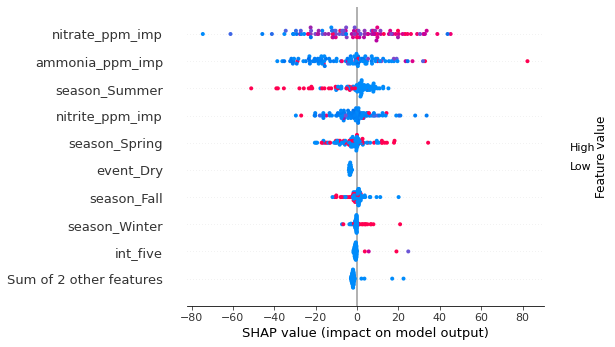 nitrate_ppm_imp
ammonia_ppm_imp
season_Summer
nitrite_ppm_imp
season_Spring
event_Dry
season_Fall
season_Winter
int_five
Sum of 2 other features
−80 −60 −40 −20 0 20 40 60 80
SHAP value (impact on model output)
High
Low
Feature value